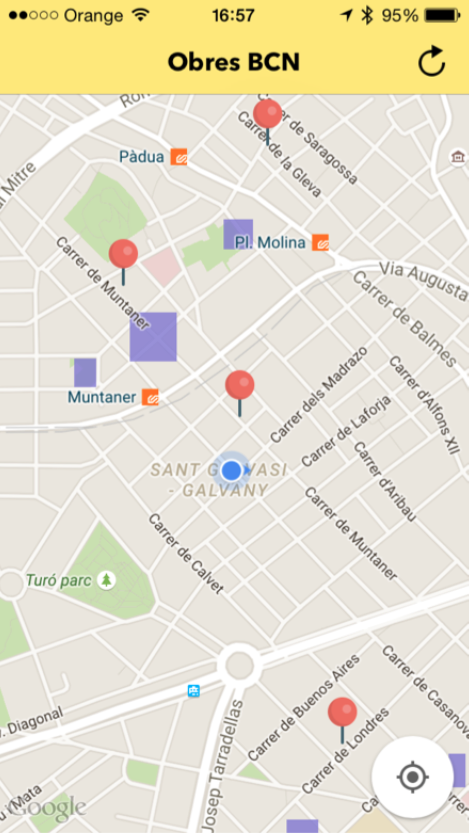 Orange 16:57 95%
Obres BCN
Ron
Carrer de Saragossa
Carrer de la Gleva
Pàdua
al Mitre
Pl. Molina
Via Augusta
Carrer de Muntaner
Carrer de Balmes
Muntaner
Carrer dels Madrazo
Carrer d'Alfons XII
Carrer de Laforja
Carrer d'Aribau
SANT
- GALVANY
Carrer de Muntaner
Carrer de Calvet
Turó parc
Carrer de Buenos Aires
Carrer de Casanova
Carrer de Londres
Diagonal
Josep Tarradellas
Mata
Google
Ca